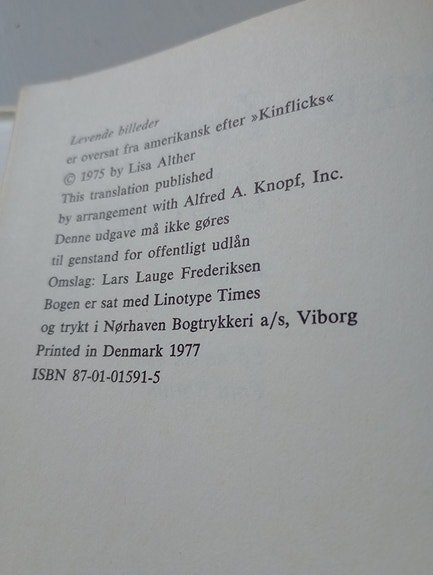 Levende billeder
er oversat fra amerikansk efter »Kinflicks«
© 1975 by Lisa Alther
This translation published
by arrangement with Alfred A. Knopf, Inc.
Denne udgave må ikke gøres
til genstand for offentligt udlån
Omslag: Lars Lauge Frederiksen
Bogen er sat med Linotype Times
og trykt i Nørhaven Bogtrykkeri a/s, Viborg
Printed in Denmark 1977
ISBN 87-01-01591-5